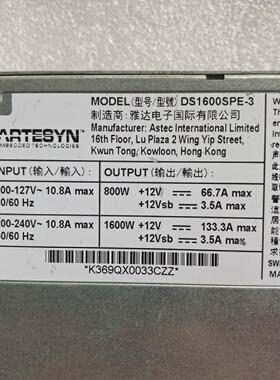 MODEL(型号/型號) DS1600SPE-3
制造商:雅达电子国际有限公司
Manufacturer: Astec International Limited
16th Floor, Lu Plaza 2 Wing Yip Street,
Kwun Tong, Kowloon, Hong Kong
ARTESYN
EMBEDDED TECHNOLOGIES
INPUT (输入/輸入)
OUTPUT (输出/輸出)
00-127V~ 10.8A max
0/60 Hz
800W +12V 66.7A max
+12Vsb 3.5A max
00-240V~ 10.8A max
0/60 Hz
1600W +12V 133.3A max
+12Vsb 3.5A ma
*K369QX0033CZZ*